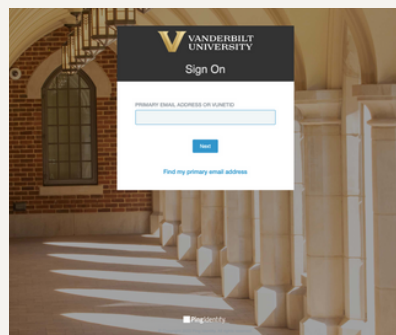 VANDERBILT
UNIVERSITY
Sign On
PRIMARY EMAIL ADDRESS OR VUNETID
Next
Find my primary email address
PingIdentity